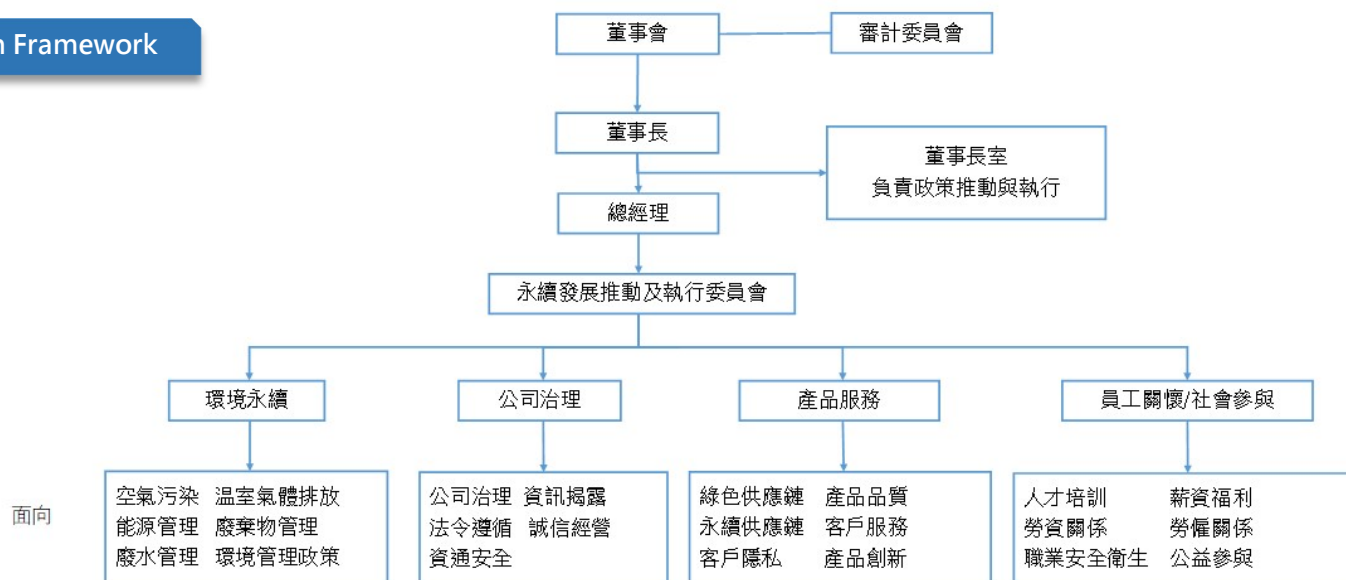 n Framework
董事會
審計委員會
董事長
董事長室
負責政策推動與執行
總經理
永續發展推動及執行委員會
環境永續
公司治理
產品服務
員工關懷/社會參與
面向
空氣污染 溫室氣體排放
能源管理 廢棄物管理
廢水管理 環境管理政策
公司治理 資訊揭露
法令遵循 誠信經營
資通安全
綠色供應鏈 產品品質
永續供應鏈 客戶服務
客戶隱私 產品創新
人才培訓 薪資福利
勞資關係 勞僱關係
職業安全衛生 公益參與